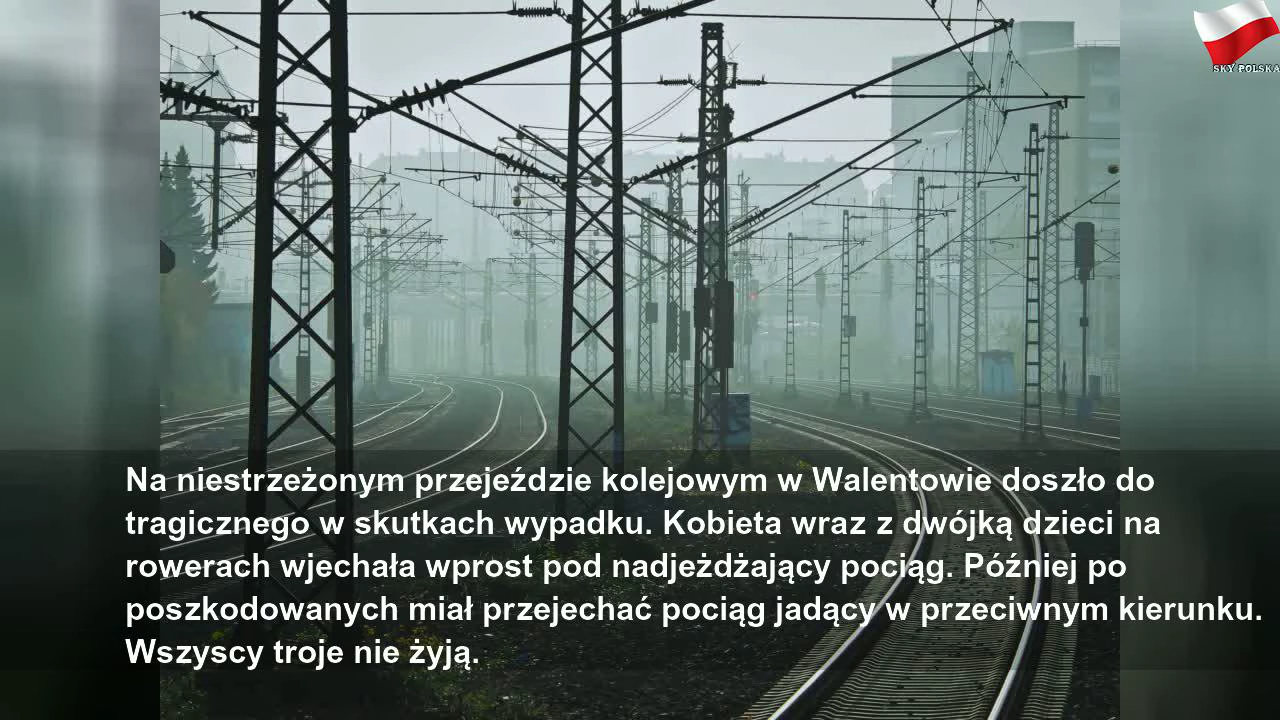 SKY POLSKA
Na niestrzeżonym przejeździe kolejowym w Walentowie doszło do
tragicznego w skutkach wypadku. Kobieta wraz z dwójką dzieci na
rowerach wjechała wprost pod nadjeżdżający pociąg. Później po
poszkodowanych miał przejechać pociąg jadący w przeciwnym kierunku.
Wszyscy troje nie żyją.